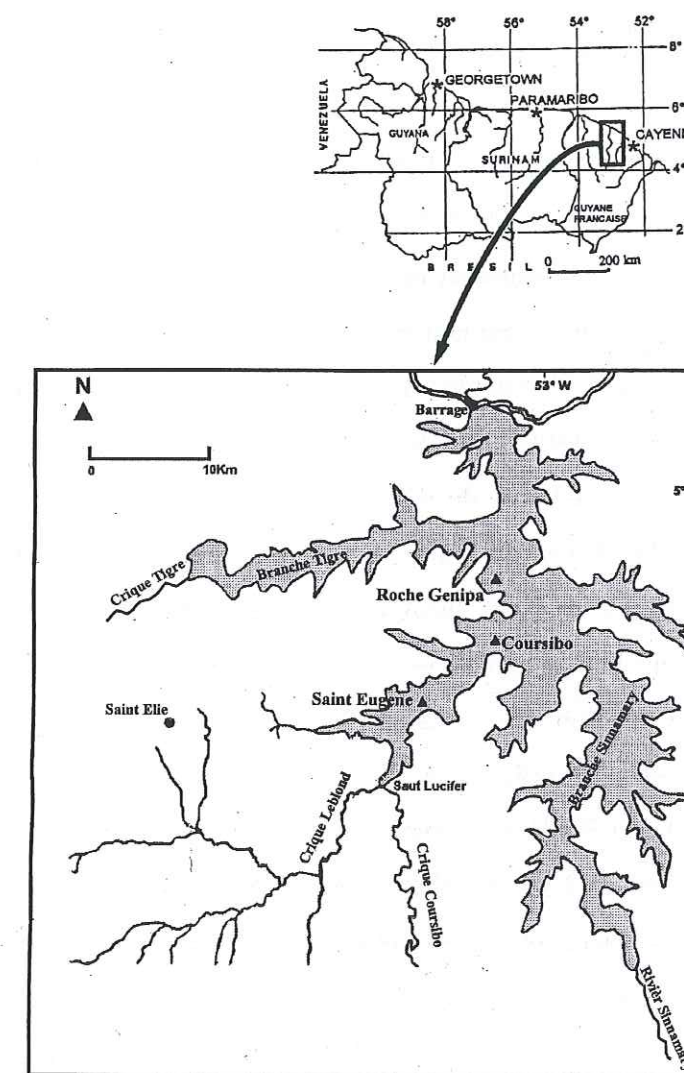 58° 56° 54° 52°
8°
GEORGETOWN
PARAMARIBO
6°
VENEZUELA
GUYANA
CAYENN
SURINAM
4°
GUYANE
FRANCAISE
2°
B R E S I L
0 200 km
N
53° W
Barrage
0 10Km
5°
Crique Tigre
Branche Tigre
Roche Genipa
Coursibo
Saint Eugene
Saint Elie
Branche Sinnamary
Saut Lucifer
Crique Leblond
Crique Coursibo
Rivièr Sinnamary